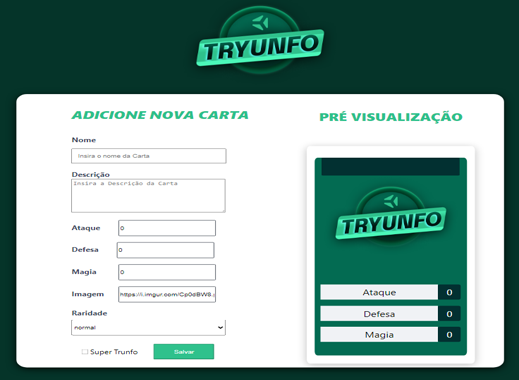 TRYUNFO
ADICIONE NOVA CARTA
Nome
Insira o nome da Carta
Descrição
Insira a Descrição da Carta
Ataque 0
Defesa 0
Magia 0
Imagem https://i.imgur.com/Cp0dBW8.
Raridade
normal
Super Trunfo Salvar
PRÉ VISUALIZAÇÃO
TRYUNFO
Ataque 0
Defesa 0
Magia 0